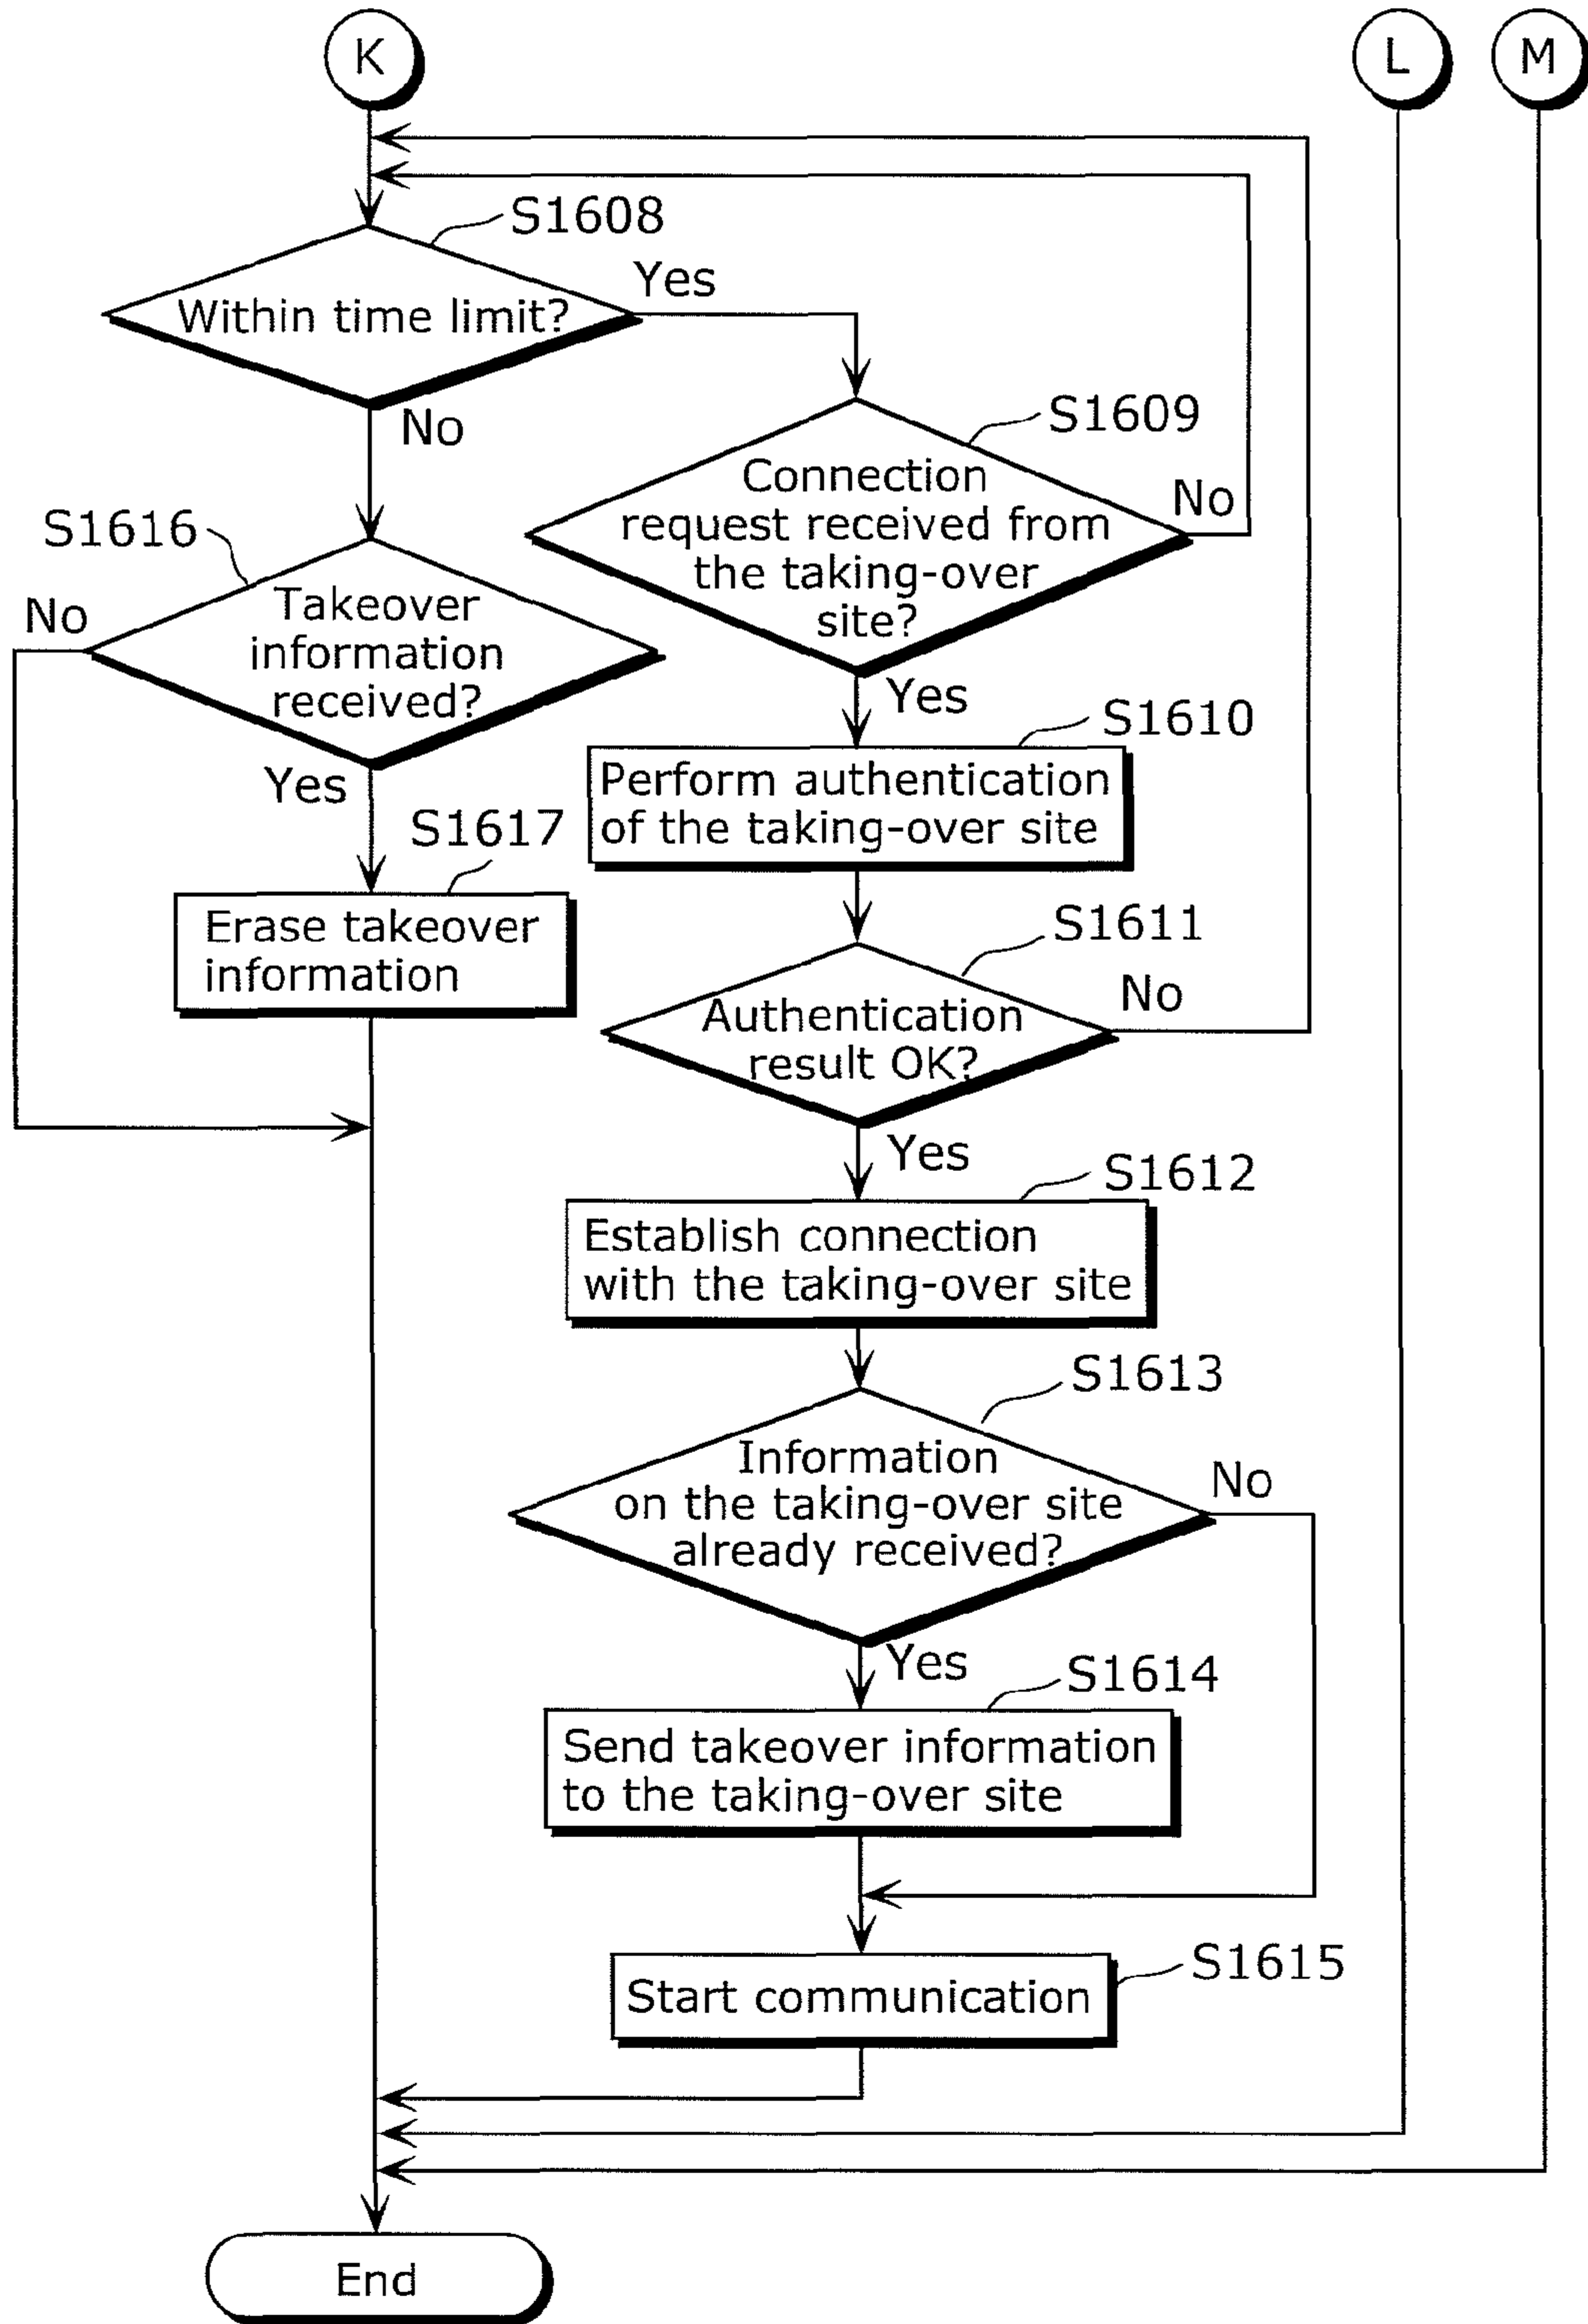 K
L
M
S1608
Yes
Within time limit?
No
S1609
Connection
request received from
the taking-over
site?
No
S1616
No
Takeover
information
received?
Yes
Yes
S1610
Perform authentication
of the taking-over site
S1617
Erase takeover
information
S1611
No
Authentication
result OK?
Yes
S1612
Establish connection
with the taking-over site
S1613
Information
on the taking-over site
already received?
No
Yes
S1614
Send takeover information
to the taking-over site
S1615
Start communication
End